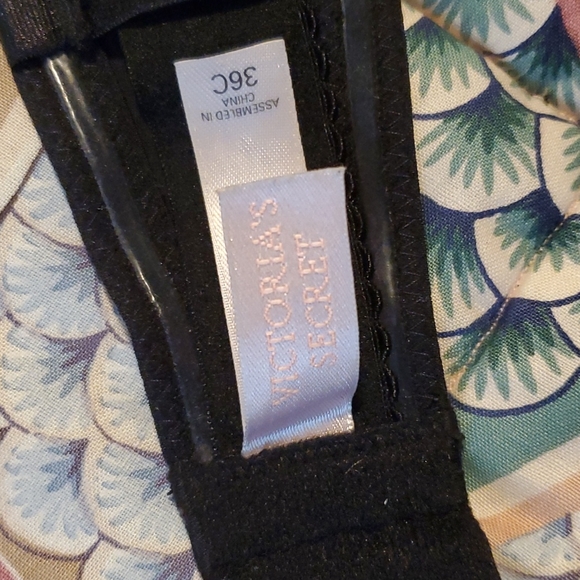 36C
ASSEMBLED IN
CHINA
VICTORIA'S
SECRET